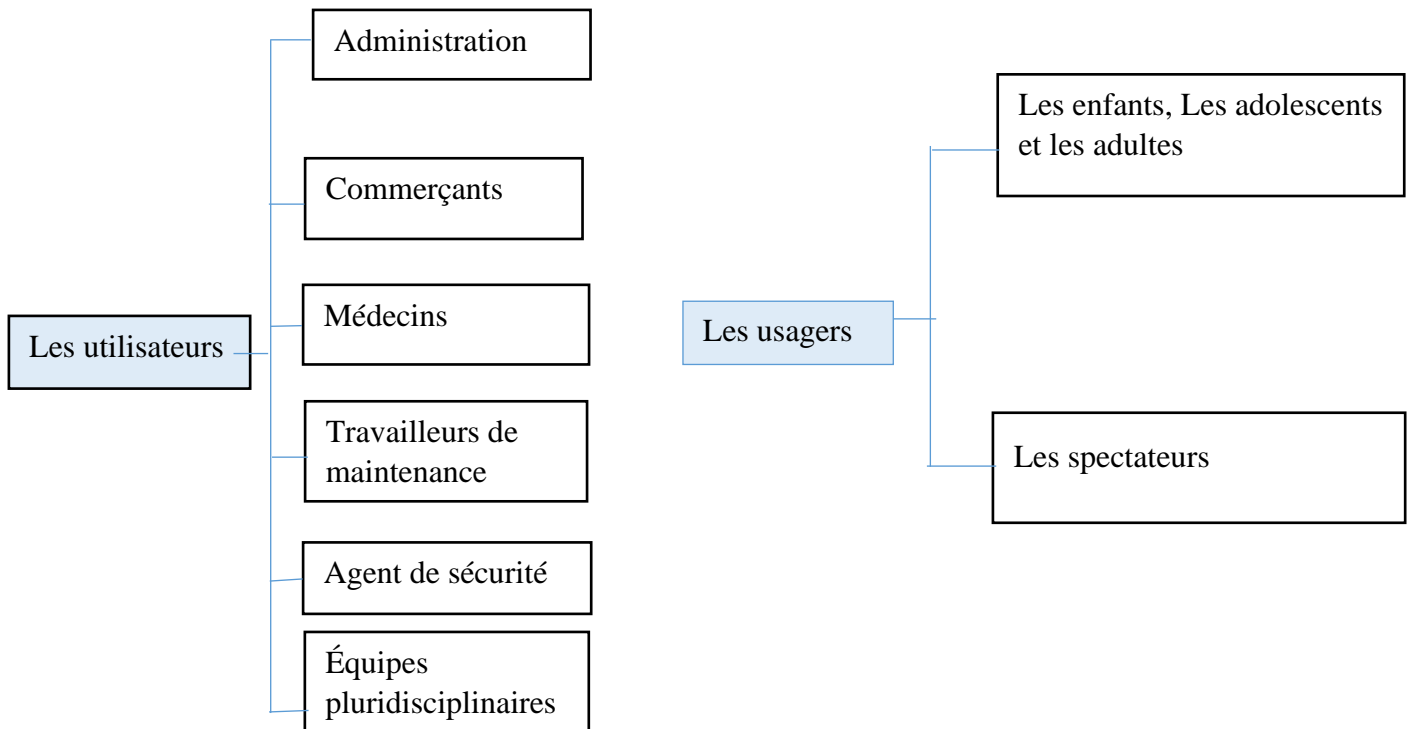 Les utilisateurs
Administration
Commerçants
Médecins
Travailleurs de
maintenance
Agent de sécurité
Équipes
pluridisciplinaires
Les usagers
Les enfants, Les adolescents
et les adultes
Les spectateurs